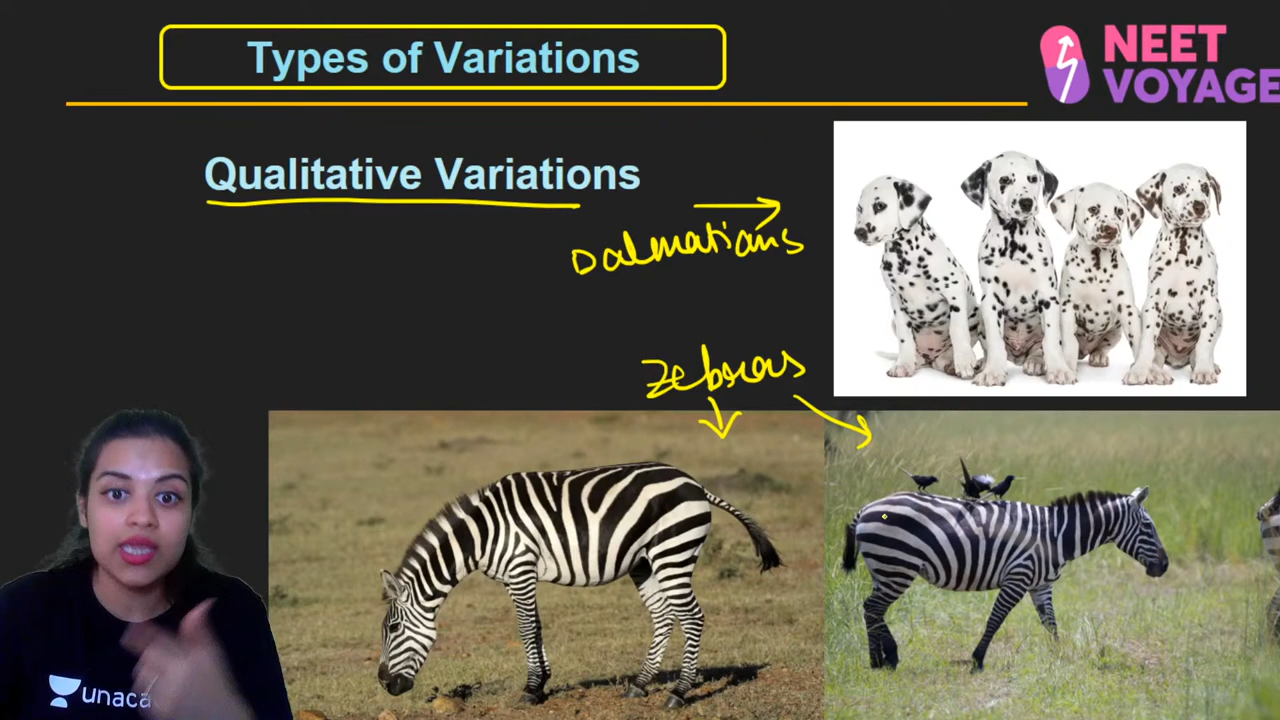 Types of Variations
NEET
VOYAGE
Qualitative Variations
Dalmatians
Zebras
unaca